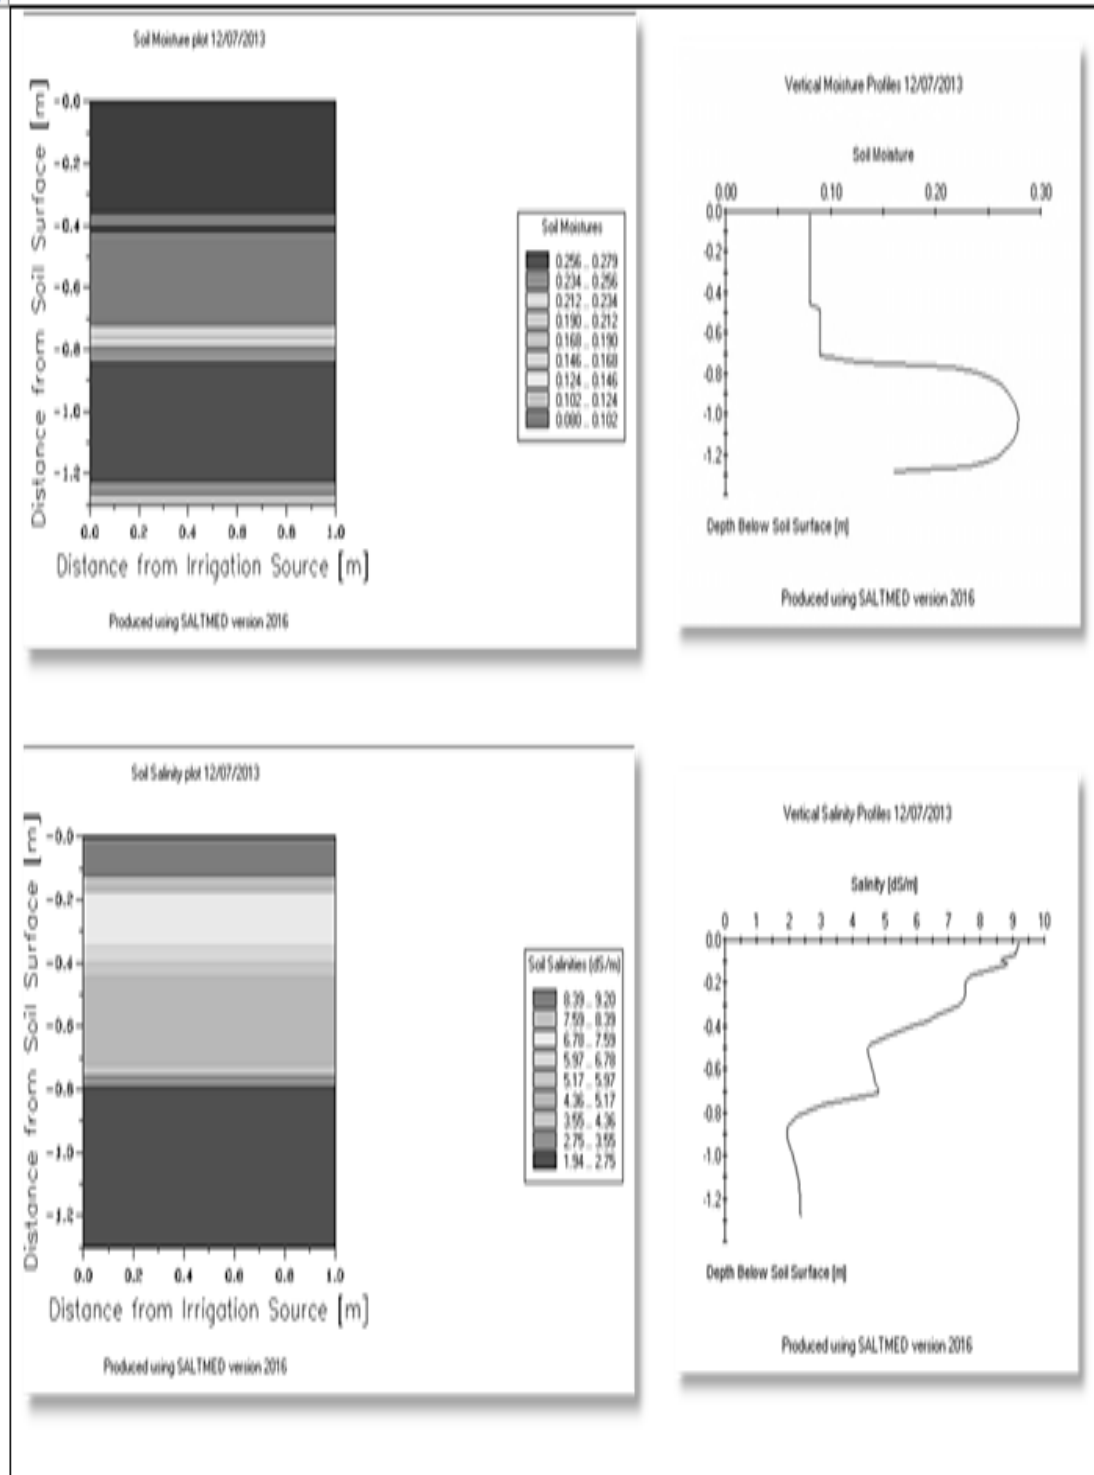 Soil Moisture plot 12/07/2013
Distance from Soil Surface [m]
-0.0
-0.2
-0.4
-0.6
-0.8
-1.0
-1.2
0.0 0.2 0.4 0.6 0.8 1.0
Distance from Irrigation Source [m]
Soil Moistures
0.256 .. 0.279
0.234 .. 0.256
0.212 .. 0.234
0.190 .. 0.212
0.168 .. 0.190
0.146 .. 0.168
0.124 .. 0.146
0.102 .. 0.124
0.080 .. 0.102
Produced using SALTMED version 2016
Vertical Moisture Profiles 12/07/2013
Soil Moisture
0.00 0.10 0.20 0.30
0.0
-0.2
-0.4
-0.6
-0.8
-1.0
-1.2
Depth Below Soil Surface [m]
Produced using SALTMED version 2016
Soil Salinity plot 12/07/2013
Distance from Soil Surface [m]
-0.0
-0.2
-0.4
-0.6
-0.8
-1.0
-1.2
0.0 0.2 0.4 0.6 0.8 1.0
Distance from Irrigation Source [m]
Soil Salinities (dS/m)
8.39 .. 9.20
7.59 .. 8.39
6.78 .. 7.59
5.97 .. 6.78
5.17 .. 5.97
4.36 .. 5.17
3.55 .. 4.36
2.75 .. 3.55
1.94 .. 2.75
Produced using SALTMED version 2016
Vertical Salinity Profiles 12/07/2013
Salinity [dS/m]
0 1 2 3 4 5 6 7 8 9 10
0.0
-0.2
-0.4
-0.6
-0.8
-1.0
-1.2
Depth Below Soil Surface [m]
Produced using SALTMED version 2016